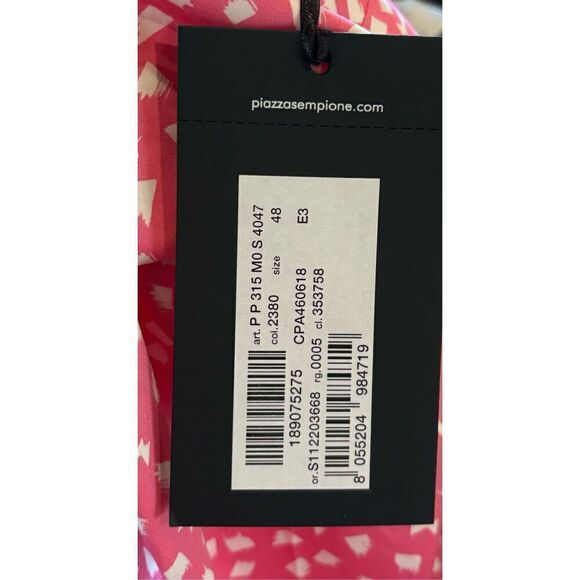 piazzasempione.com
art. P P 315 M0 S 4047
col.2380 size 48
189075275 CPA460618 E3
or.S112203668 rg.0005 cl.353758
8 055204 984719